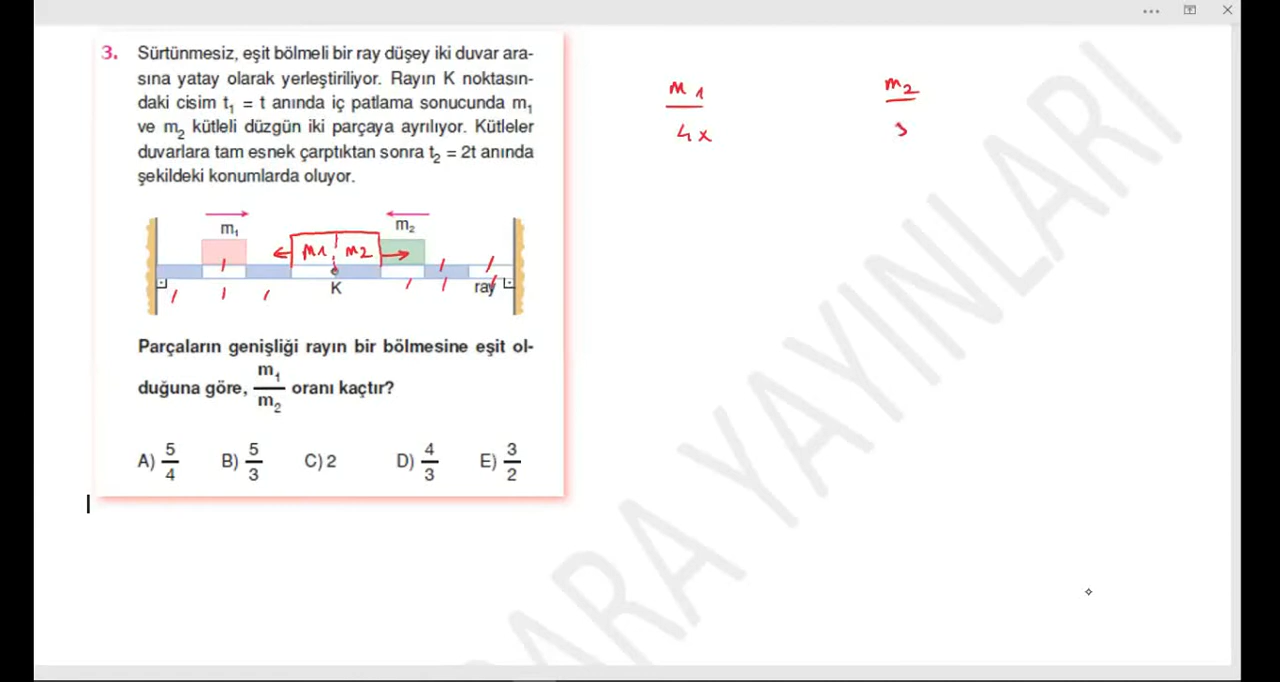 3. Sürtünmesiz, eşit bölmeli bir ray düşey iki duvar ara-
sına yatay olarak yerleştiriliyor. Rayın K noktasın-
daki cisim t₁ = t anında iç patlama sonucunda m₁
ve m₂ kütleli düzgün iki parçaya ayrılıyor. Kütleler
duvarlara tam esnek çarptıktan sonra t₂ = 2t anında
şekildeki konumlarda oluyor.
m₁
m₂
m1 m2
K
ray
Parçaların genişliği rayın bir bölmesine eşit ol-
duğuna göre, m₁/m₂ oranı kaçtır?
A) 5/4 B) 5/3 C) 2 D) 4/3 E) 3/2
m1 m2
4x
PARA YAYINLARI